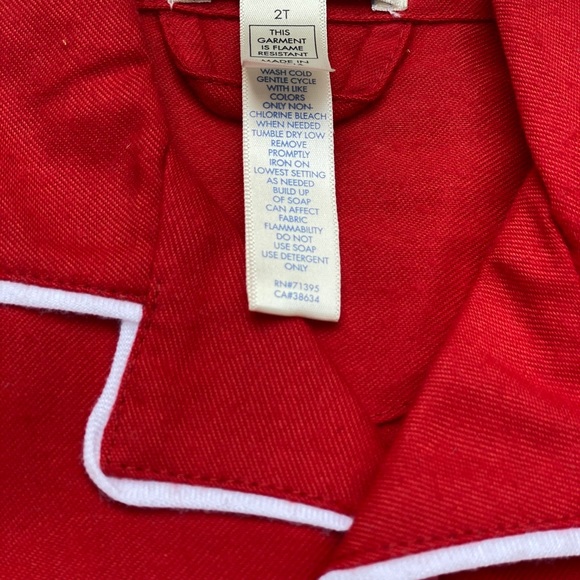 2T
THIS
GARMENT
IS FLAME
RESISTANT
MADE IN
WASH COLD
GENTLE CYCLE
WITH LIKE
COLORS
ONLY NON-
CHLORINE BLEACH
WHEN NEEDED
TUMBLE DRY LOW
REMOVE
PROMPTLY
IRON ON
LOWEST SETTING
AS NEEDED
BUILD UP
OF SOAP
CAN AFFECT
FABRIC
FLAMMABILITY
DO NOT
USE SOAP
USE DETERGENT
ONLY
RN#71395
CA#38634